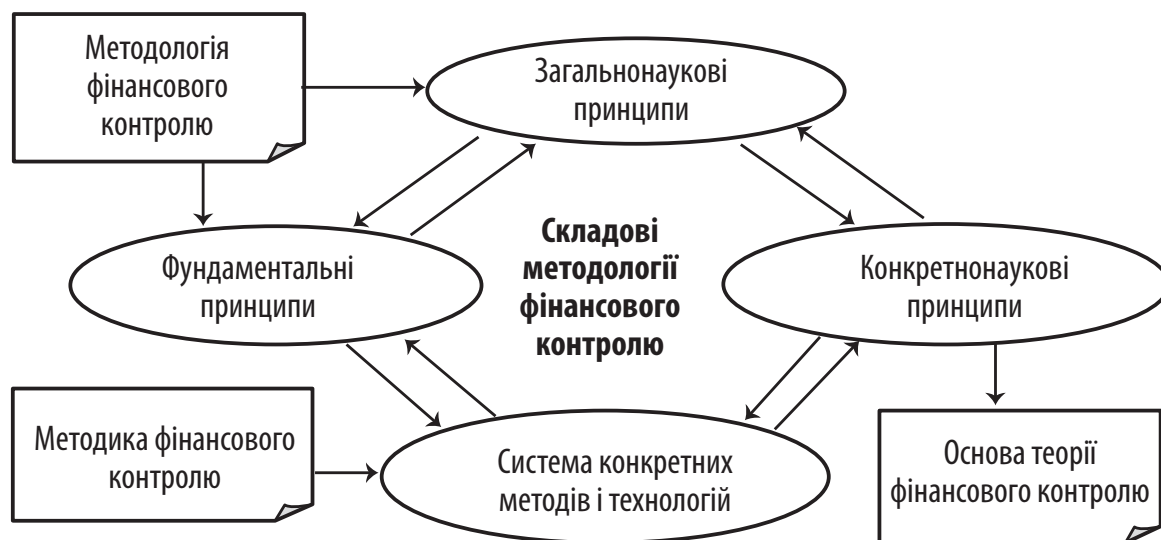 Методологія
фінансового
контролю
Загальнонаукові
принципи
Фундаментальні
принципи
Складові
методології
фінансового
контролю
Конкретнонаукові
принципи
Методика фінансового
контролю
Система конкретних
методів і технологій
Основа теорії
фінансового контролю